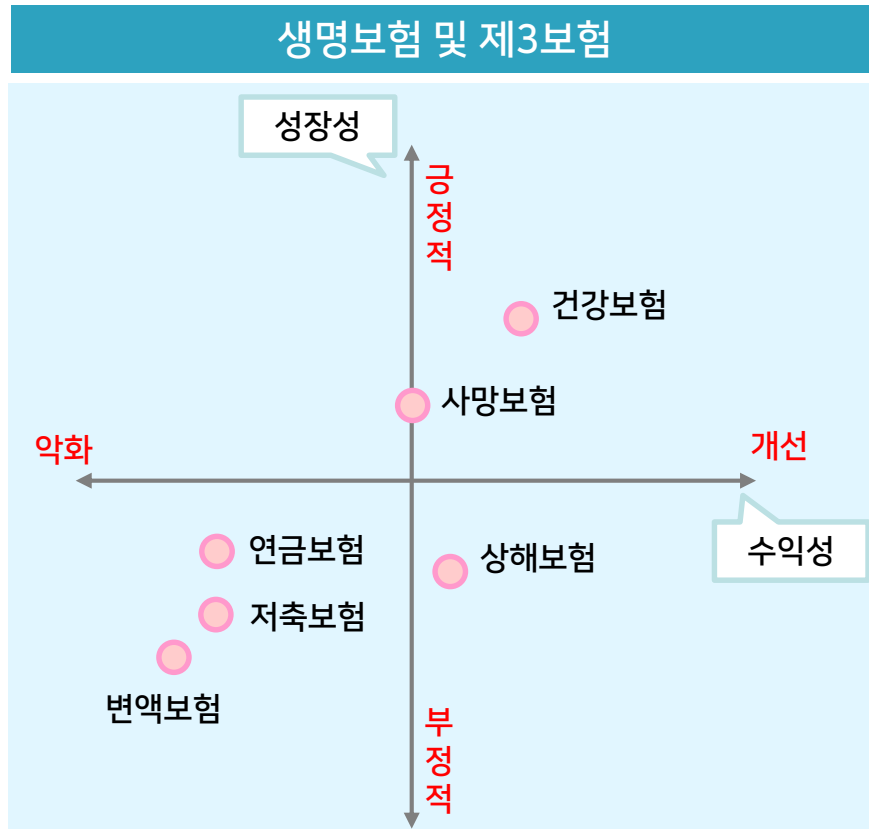 생명보험 및 제3보험
성장성
긍정적
건강보험
사망보험
악화
개선
연금보험
상해보험
수익성
저축보험
변액보험
부정적